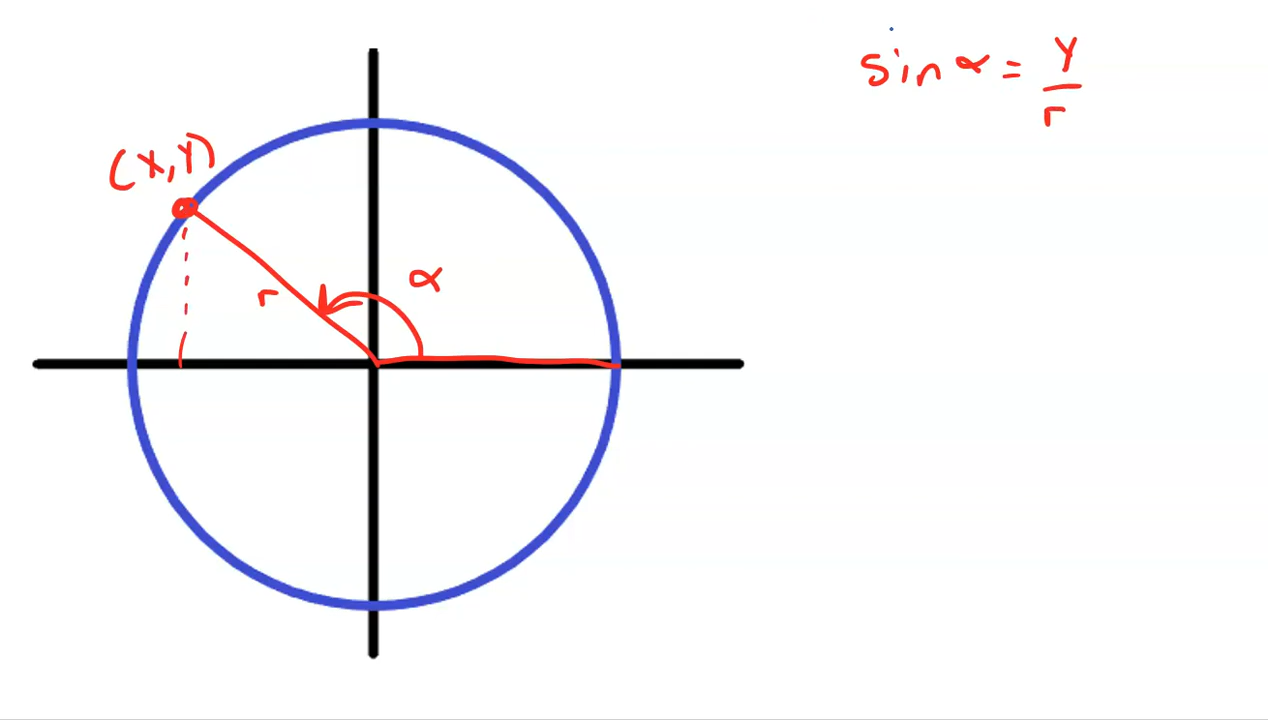 sin α = y/r
(x,y)
α
r